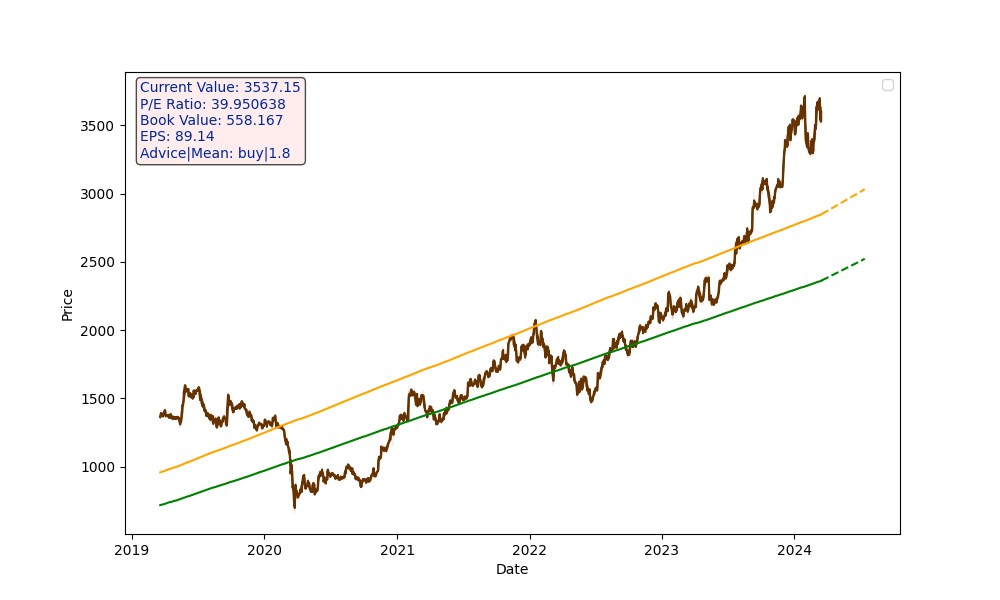 Current Value: 3537.15
P/E Ratio: 39.950638
Book Value: 558.167
EPS: 89.14
Advice|Mean: buy|1.8
3500
3000
2500
2000
1500
1000
Price
2019
2020
2021
2022
2023
2024
Date